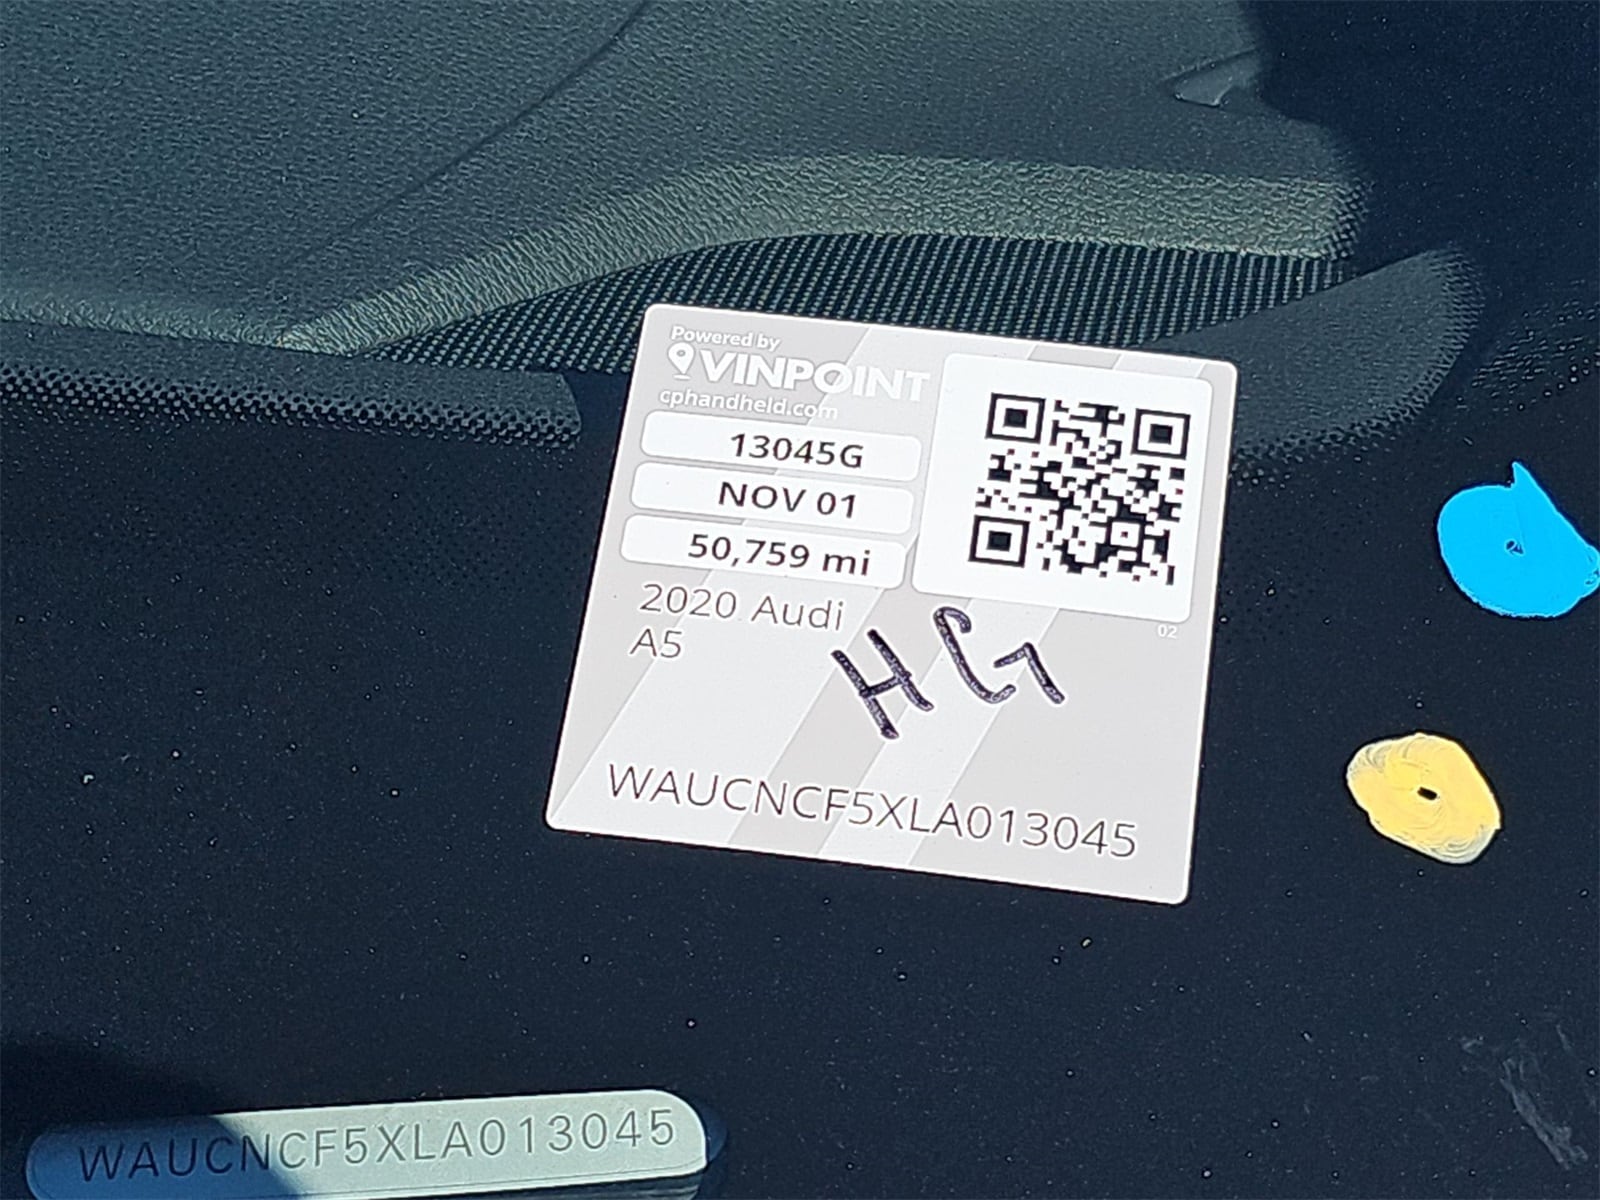 Powered by
VINPOINT
cphandheld.com
13045G
NOV 01
50,759 mi
2020 Audi
A5
02
HG
WAUCNCF5XLA013045
WAUCNCF5XLA013045